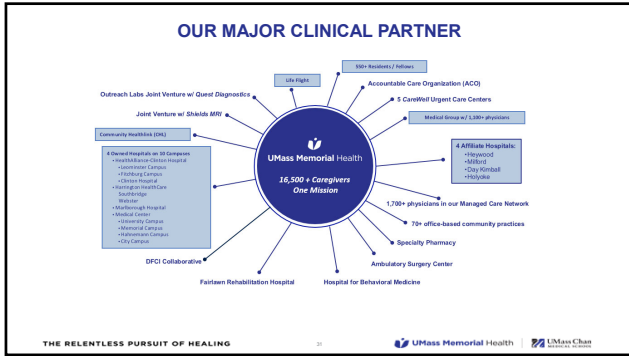 OUR MAJOR CLINICAL PARTNER
550+ Residents / Fellows
Life Flight
Accountable Care Organization (ACO)
Outreach Labs Joint Venture w/ Quest Diagnostics
5 CareWell Urgent Care Centers
Joint Venture w/ Shields MRI
Medical Group w/ 1,100+ physicians
Community Healthlink (CHL)
4 Owned Hospitals on 10 Campuses
• HealthAlliance-Clinton Hospital
• Leominster Campus
• Fitchburg Campus
• Clinton Hospital
• Harrington HealthCare
Southbridge
Webster
• Marlborough Hospital
• Medical Center
• University Campus
• Memorial Campus
• Hahnemann Campus
• City Campus
UMass Memorial Health
16,500 + Caregivers
One Mission
4 Affiliate Hospitals:
•Heywood
•Milford
•Day Kimball
•Holyoke
1,700+ physicians in our Managed Care Network
70+ office-based community practices
Specialty Pharmacy
DFCI Collaborative
Ambulatory Surgery Center
Fairlawn Rehabilitation Hospital
Hospital for Behavioral Medicine
THE RELENTLESS PURSUIT OF HEALING
UMass Memorial Health
UMass Chan
MEDICAL SCHOOL